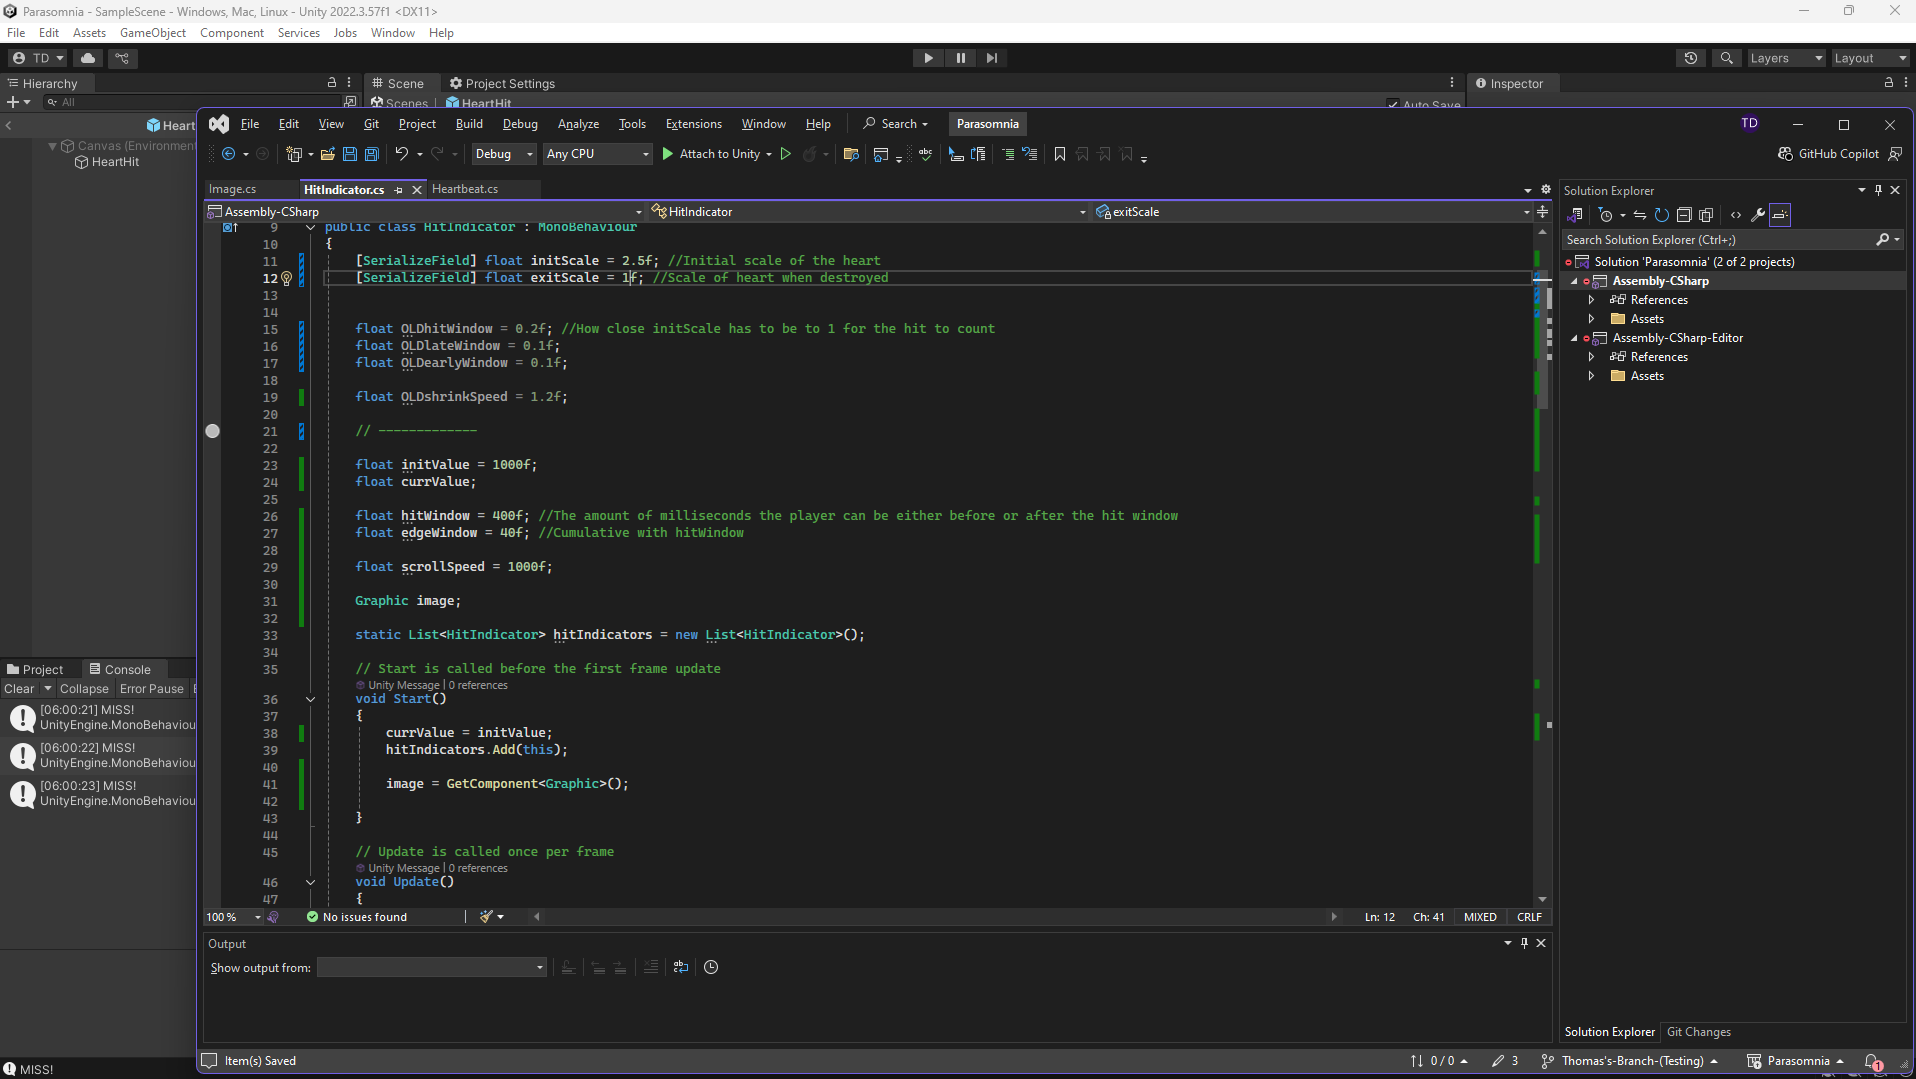 Parasomnia - SampleScene - Windows, Mac, Linux - Unity 2022.3.57f1 <DX11>
File Edit Assets GameObject Component Services Jobs Window Help
TD Layers Layout
Hierarchy Scene Project Settings Inspector
All Scenes HeartHit Auto Save
Heart
Canvas (Environment
HeartHit
File Edit View Git Project Build Debug Analyze Tools Extensions Window Help Search Parasomnia TD
Debug Any CPU Attach to Unity GitHub Copilot
Image.cs HitIndicator.cs Heartbeat.cs
Assembly-CSharp HitIndicator exitScale
9 public class HitIndicator : MonoBehaviour
10 {
11 [SerializeField] float initScale = 2.5f; //Initial scale of the heart
12 [SerializeField] float exitScale = 1f; //Scale of heart when destroyed
13
14
15 float OLDhitWindow = 0.2f; //How close initScale has to be to 1 for the hit to count
16 float OLDlateWindow = 0.1f;
17 float OLDearlyWindow = 0.1f;
18
19 float OLDshrinkSpeed = 1.2f;
20
21 // -------------
22
23 float initValue = 1000f;
24 float currValue;
25
26 float hitWindow = 400f; //The amount of milliseconds the player can be either before or after the hit window
27 float edgeWindow = 40f; //Cumulative with hitWindow
28
29 float scrollSpeed = 1000f;
30
31 Graphic image;
32
33 static List<HitIndicator> hitIndicators = new List<HitIndicator>();
34
35 // Start is called before the first frame update
Unity Message | 0 references
36 void Start()
37 {
38 currValue = initValue;
39 hitIndicators.Add(this);
40
41 image = GetComponent<Graphic>();
42
43 }
44
45 // Update is called once per frame
Unity Message | 0 references
46 void Update()
47 {
100 % No issues found Ln: 12 Ch: 41 MIXED CRLF
Output
Show output from:
Solution Explorer
Search Solution Explorer (Ctrl+;)
Solution 'Parasomnia' (2 of 2 projects)
Assembly-CSharp
References
Assets
Assembly-CSharp-Editor
References
Assets
Solution Explorer Git Changes
Project Console
Clear Collapse Error Pause
[06:00:21] MISS!
UnityEngine.MonoBehaviou
[06:00:22] MISS!
UnityEngine.MonoBehaviou
[06:00:23] MISS!
UnityEngine.MonoBehaviou
Item(s) Saved 0 / 0 3 Thomas's-Branch-(Testing) Parasomnia 1
MISS!